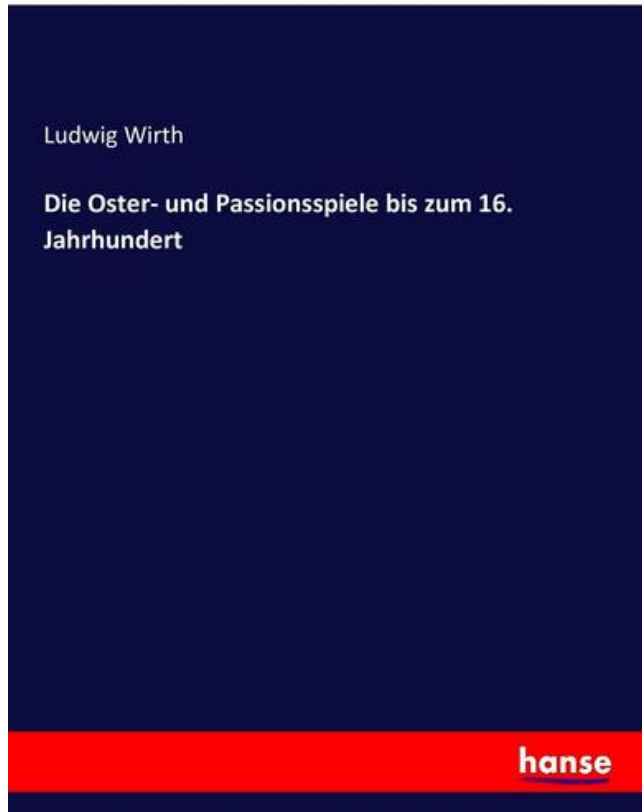 Ludwig Wirth
Die Oster- und Passionsspiele bis zum 16.
Jahrhundert
hanse